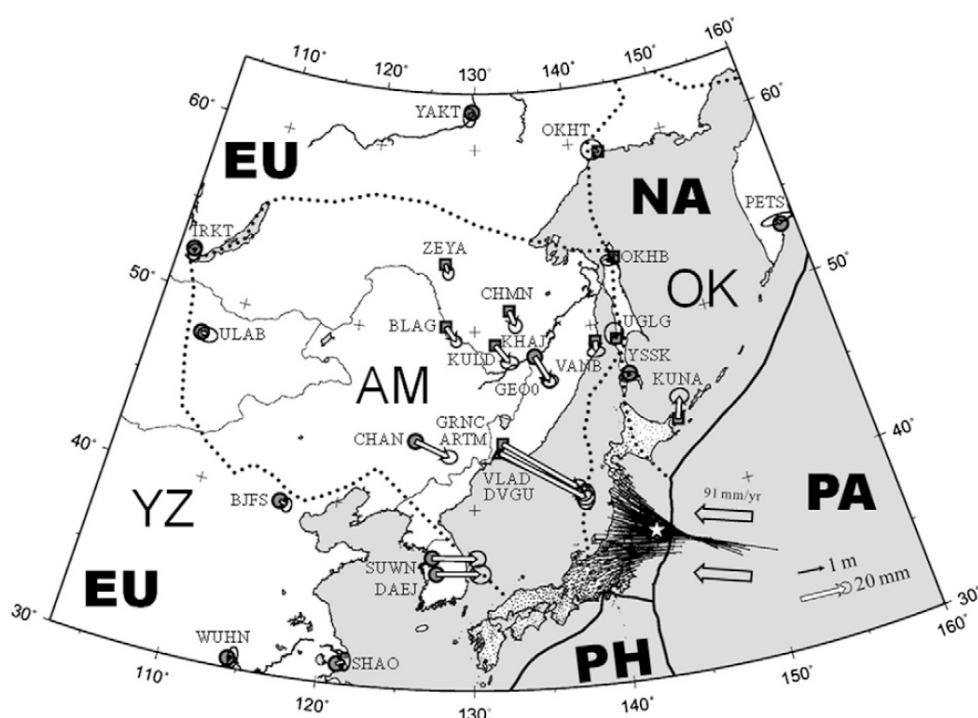 110°
120°
130°
140°
150°
160°
60°
YAKT
OKHT
60°
EU
NA
PETS
IRKT
ZEYA
OKHB
50°
OK
50°
CHMN
ULAB
BLAG
KHAJ
UGLG
KULD
VANB
YSSK
GEO0
KUNA
AM
GRNC
CHAN
ARTM
40°
40°
VLAD
DVGU
YZ
BJFS
91 mm/yr
PA
SUWN
1 m
EU
DAEJ
20 mm
30°
30°
WUHN
SHAO
PH
160°
110°
120°
130°
140°
150°